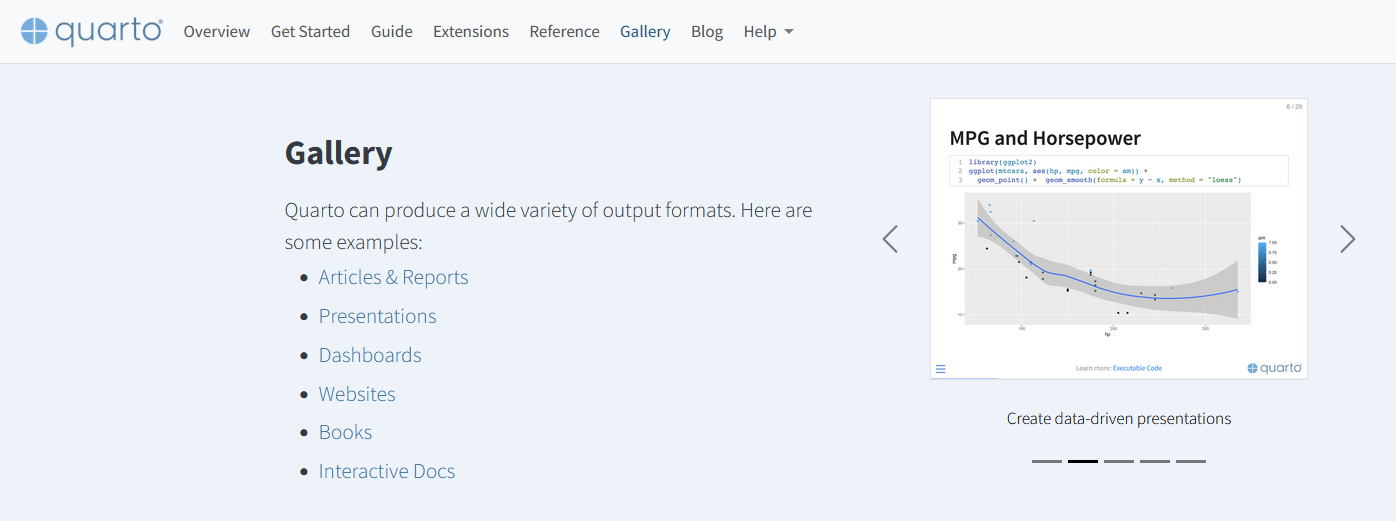 quarto
Overview
Get Started
Guide
Extensions
Reference
Gallery
Blog
Help
Gallery
Quarto can produce a wide variety of output formats. Here are
some examples:
Articles & Reports
Presentations
Dashboards
Websites
Books
Interactive Docs
6 / 29
MPG and Horsepower
1 library(ggplot2)
2 ggplot(mtcars, aes(hp, mpg, color = am)) +
3 geom_point() + geom_smooth(formula = y ~ x, method = "loess")
mpg
30
20
10
100
200
300
hp
am
1.00
0.75
0.50
0.25
0.00
Learn more: Executable Code
quarto
Create data-driven presentations